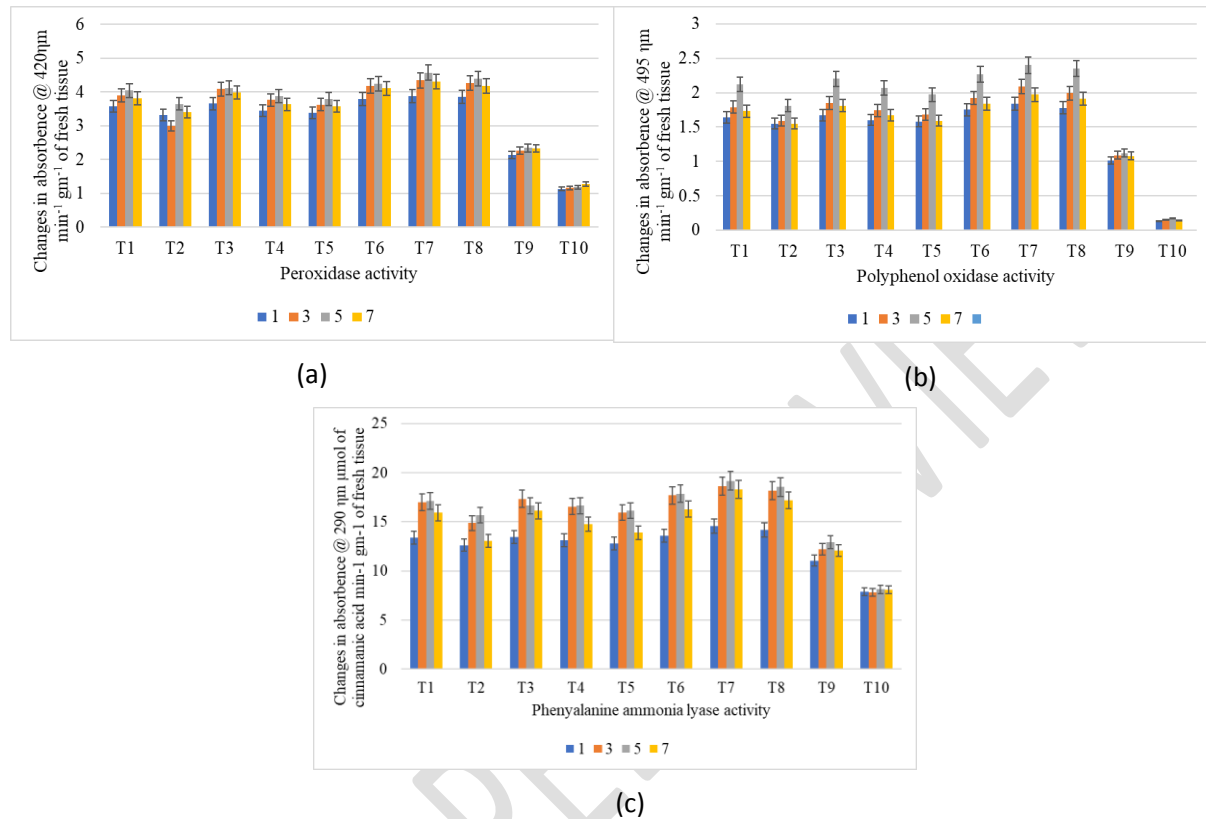 Changes in absorbence @ 420ηm
min-1 gm-1 of fresh tissue
6
5
4
3
2
1
0
T1 T2 T3 T4 T5 T6 T7 T8 T9 T10
Peroxidase activity
1 3 5 7
(a)
Changes in absorbence @ 495 ηm
min-1 gm-1 of fresh tissue
3
2.5
2
1.5
1
0.5
0
T1 T2 T3 T4 T5 T6 T7 T8 T9 T10
Polyphenol oxidase activity
1 3 5 7
(b)
Changes in absorbence @ 290 ηm μmol of
cinnamanic acid min-1 gm-1 of fresh tissue
25
20
15
10
5
0
T1 T2 T3 T4 T5 T6 T7 T8 T9 T10
Phenyalanine ammonia lyase activity
1 3 5 7
(c)